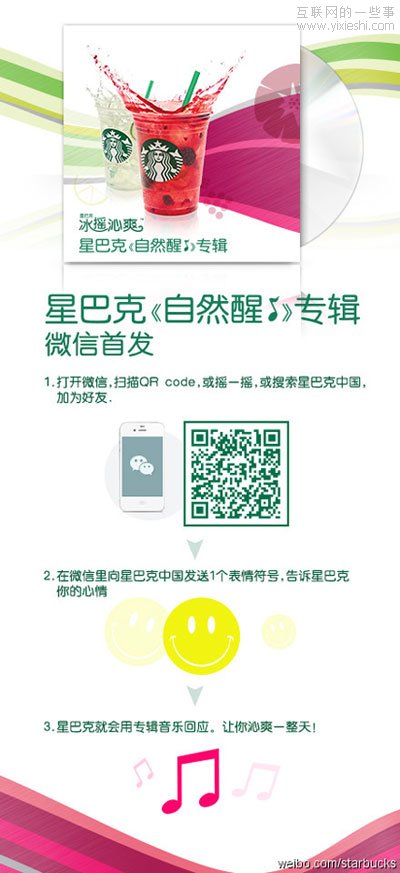 互联网的一些事
www.yixieshi.com
星巴克
冰摇沁爽
星巴克《自然醒♪》专辑
星巴克《自然醒♪》专辑
微信首发
1.打开微信,扫描QR code,或摇一摇,或搜索星巴克中国,
加为好友.
2.在微信里向星巴克中国发送1个表情符号,告诉星巴克
你的心情
3.星巴克就会用专辑音乐回应。让你沁爽一整天!
weibo.com/starbucks